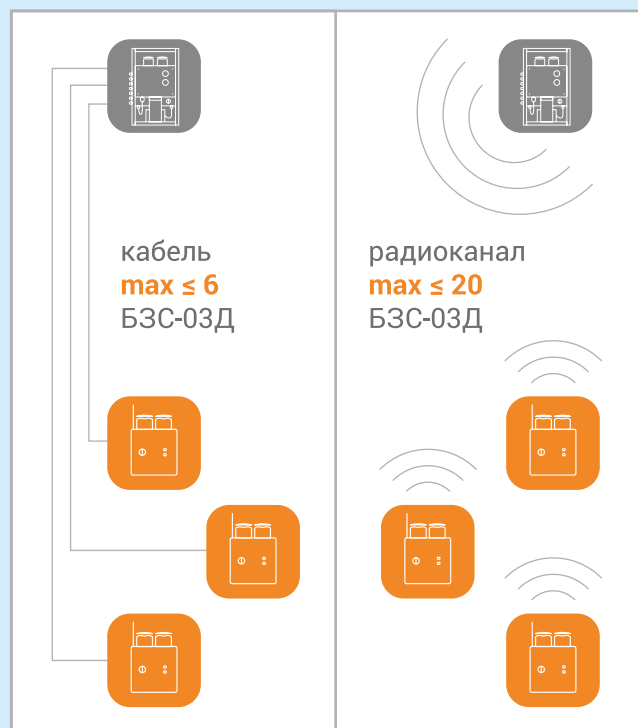 кабель
max ≤ 6
БЗС-03Д
радиоканал
max ≤ 20
БЗС-03Д